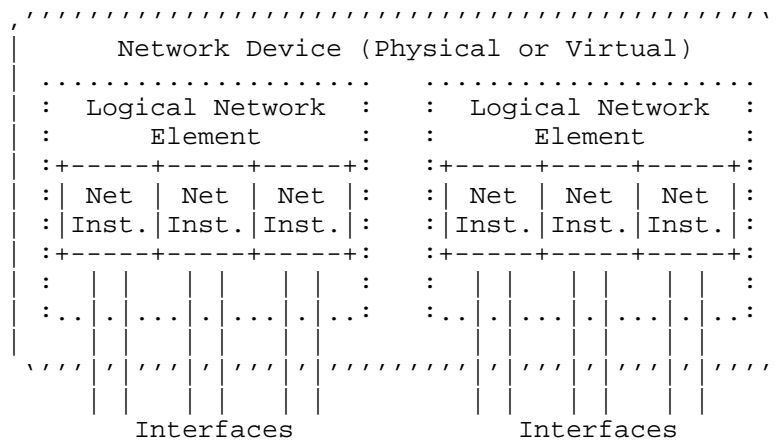 Network Device (Physical or Virtual)
Logical Network Logical Network
Element Element
Net Net Net Net Net Net
Inst. Inst. Inst. Inst. Inst. Inst.
Interfaces Interfaces